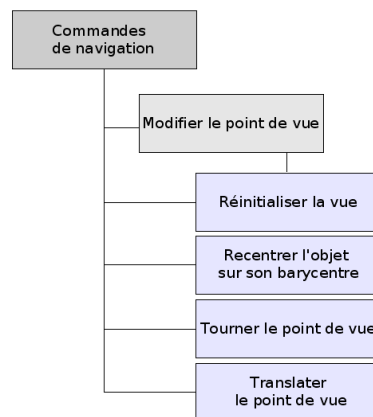 Commandes
de navigation
Modifier le point de vue
Réinitialiser la vue
Recentrer l'objet
sur son barycentre
Tourner le point de vue
Translater
le point de vue